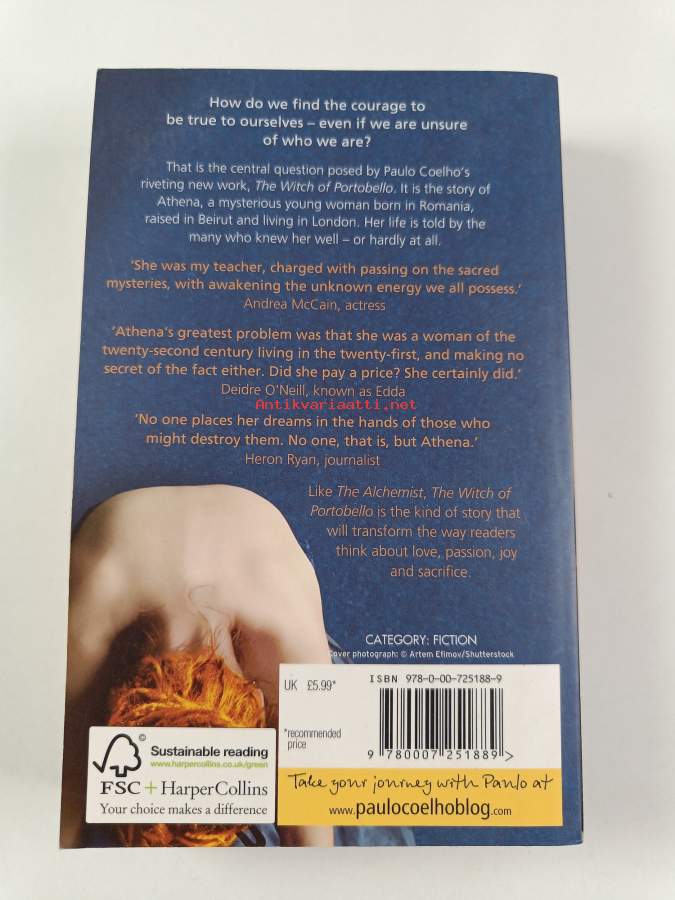 How do we find the courage to
be true to ourselves – even if we are unsure
of who we are?
That is the central question posed by Paulo Coelho's
riveting new work, The Witch of Portobello. It is the story of
Athena, a mysterious young woman born in Romania,
raised in Beirut and living in London. Her life is told by the
many who knew her well – or hardly at all.
'She was my teacher, charged with passing on the sacred
mysteries, with awakening the unknown energy we all possess.'
Andrea McCain, actress
'Athena's greatest problem was that she was a woman of the
twenty-second century living in the twenty-first, and making no
secret of the fact either. Did she pay a price? She certainly did.'
Deidre O'Neill, known as Edda
Antikvariaatti.net
'No one places her dreams in the hands of those who
might destroy them. No one, that is, but Athena.'
Heron Ryan, journalist
Like The Alchemist, The Witch of
Portobello is the kind of story that
will transform the way readers
think about love, passion, joy
and sacrifice.
CATEGORY: FICTION
Cover photograph: © Artem Efimov/Shutterstock
UK £5.99*
*recommended
price
ISBN 978-0-00-725188-9
9 780007 251889 >
Take your journey with Paulo at
www.paulocoelhoblog.com
©
Sustainable reading
www.harpercollins.co.uk/green
FSC + HarperCollins
Your choice makes a difference